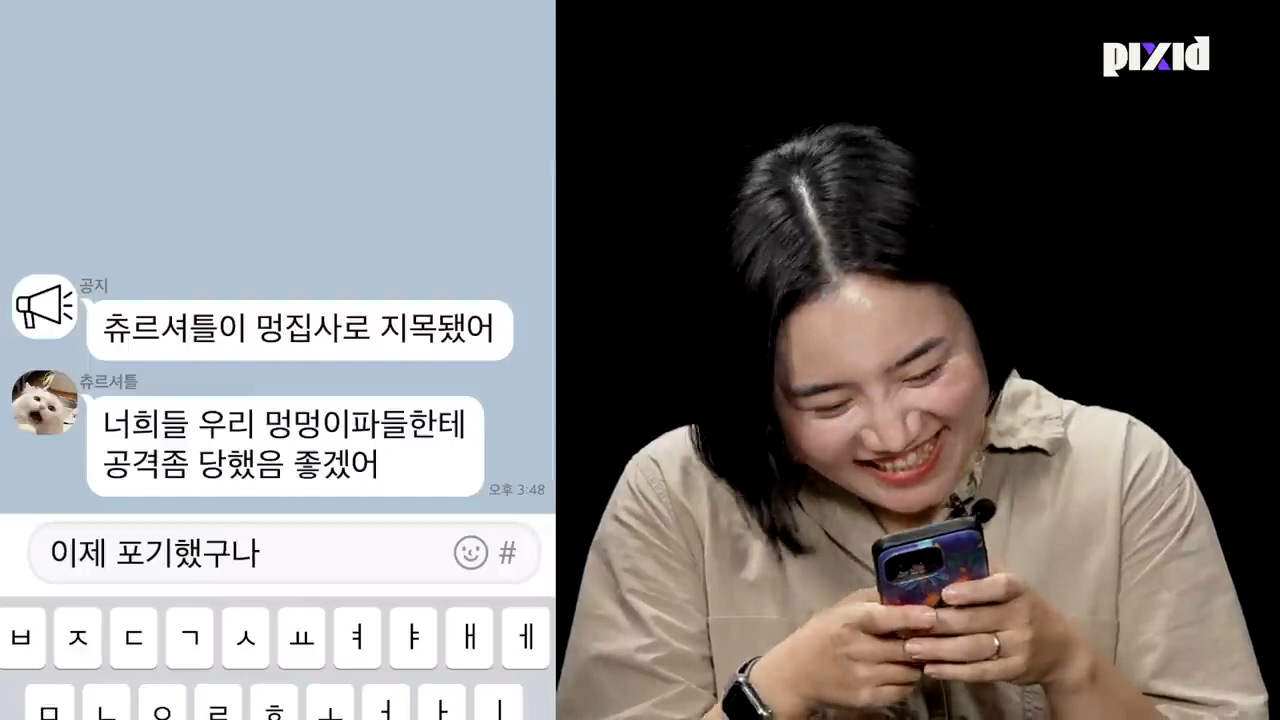 pixid
공지
츄르셔틀이 멍집사로 지목됐어
츄르셔틀
너희들 우리 멍멍이파들한테
공격좀 당했음 좋겠어
오후 3:48
이제 포기했구나
#
ㅂ ㅈ ㄷ ㄱ ㅅ ㅛ ㅕ ㅑ ㅐ ㅔ
ㅁ ㄴ ㅇ ㄹ ㅎ ㅗ ㅓ ㅏ ㅣ